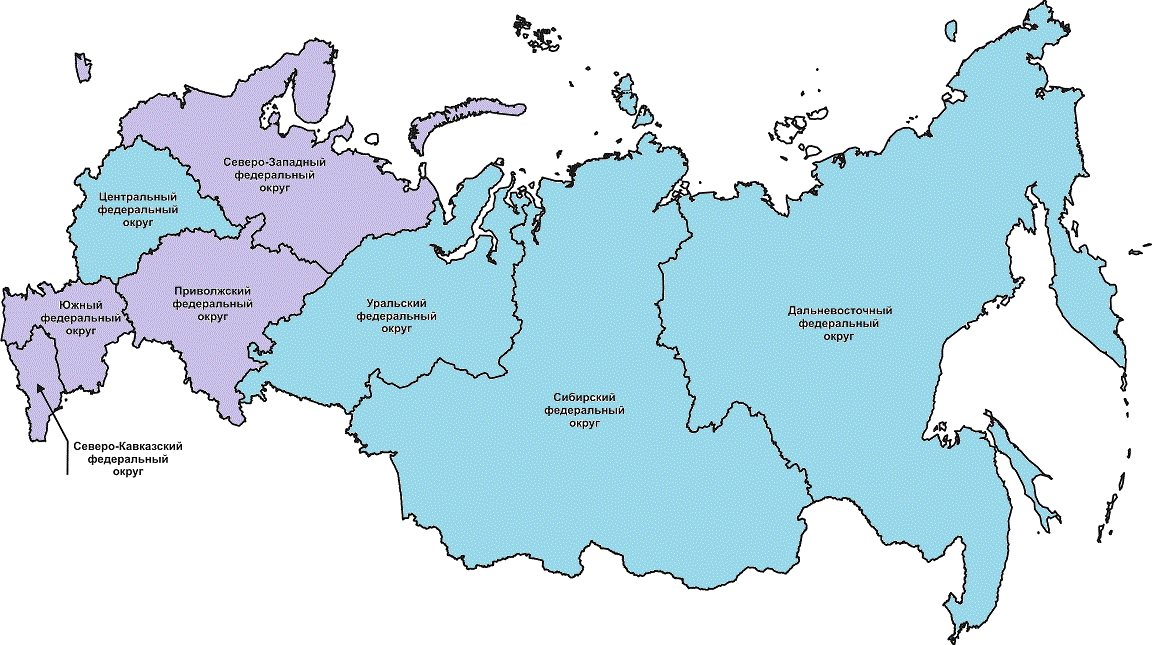 Северо-Западный
федеральный
округ
Центральный
федеральный
округ
Приволжский
федеральный
округ
Южный
федеральный
округ
Уральский
федеральный
округ
Дальневосточный
федеральный
округ
Сибирский
федеральный
округ
Северо-Кавказский
федеральный
округ